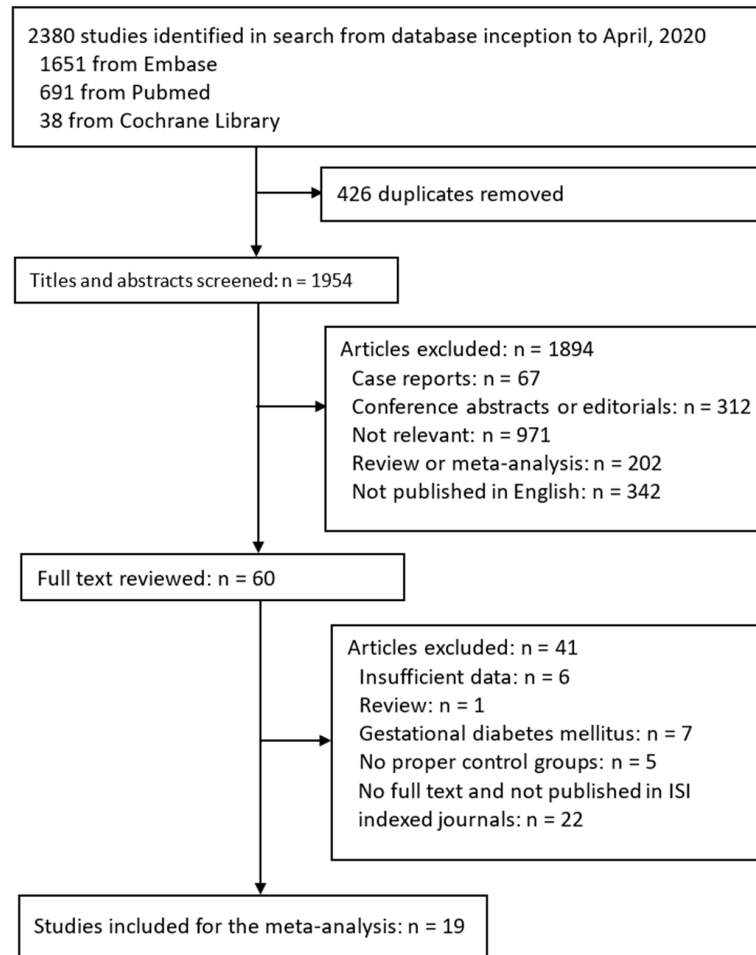 2380 studies identified in search from database inception to April, 2020
1651 from Embase
691 from Pubmed
38 from Cochrane Library
426 duplicates removed
Titles and abstracts screened: n = 1954
Articles excluded: n = 1894
Case reports: n = 67
Conference abstracts or editorials: n = 312
Not relevant: n = 971
Review or meta-analysis: n = 202
Not published in English: n = 342
Full text reviewed: n = 60
Articles excluded: n = 41
Insufficient data: n = 6
Review: n = 1
Gestational diabetes mellitus: n = 7
No proper control groups: n = 5
No full text and not published in ISI
indexed journals: n = 22
Studies included for the meta-analysis: n = 19